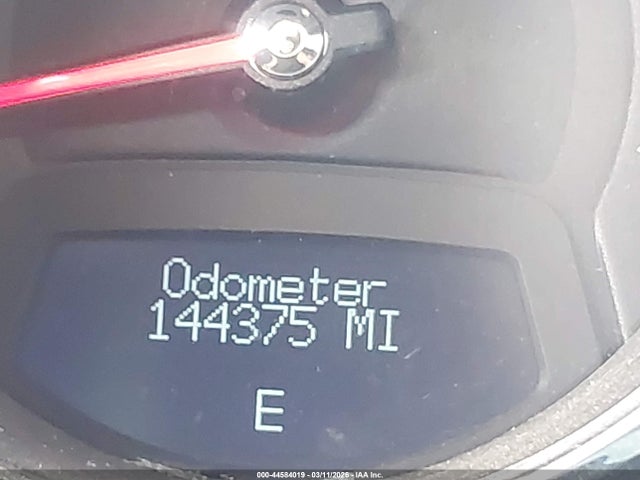 Odometer
144375 MI
E
000-44584019 - 03/11/2026 - IAA Inc.